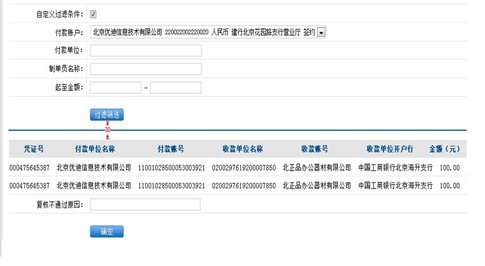 自定义过滤条件:
付款账户: 北京优迪信息技术有限公司 220022002220020 人民币 建行北京花园路支行营业厅 签约
付款单位:
制单员名称:
起至金额: -
过滤筛选
30
凭证号 付款单位名称 付款账号 收款单位名称 收款账号 收款单位开户行 金额（元）
000475645387 北京优迪信息技术有限公司 11001028500053003921 0200297619200007850 北正品办公器材有限公司 中国工商银行北京海升支行 100.00
000475645387 北京优迪信息技术有限公司 11001028500053003921 0200297619200007850 北正品办公器材有限公司 中国工商银行北京海升支行 100.00
复核不通过原因:
确定